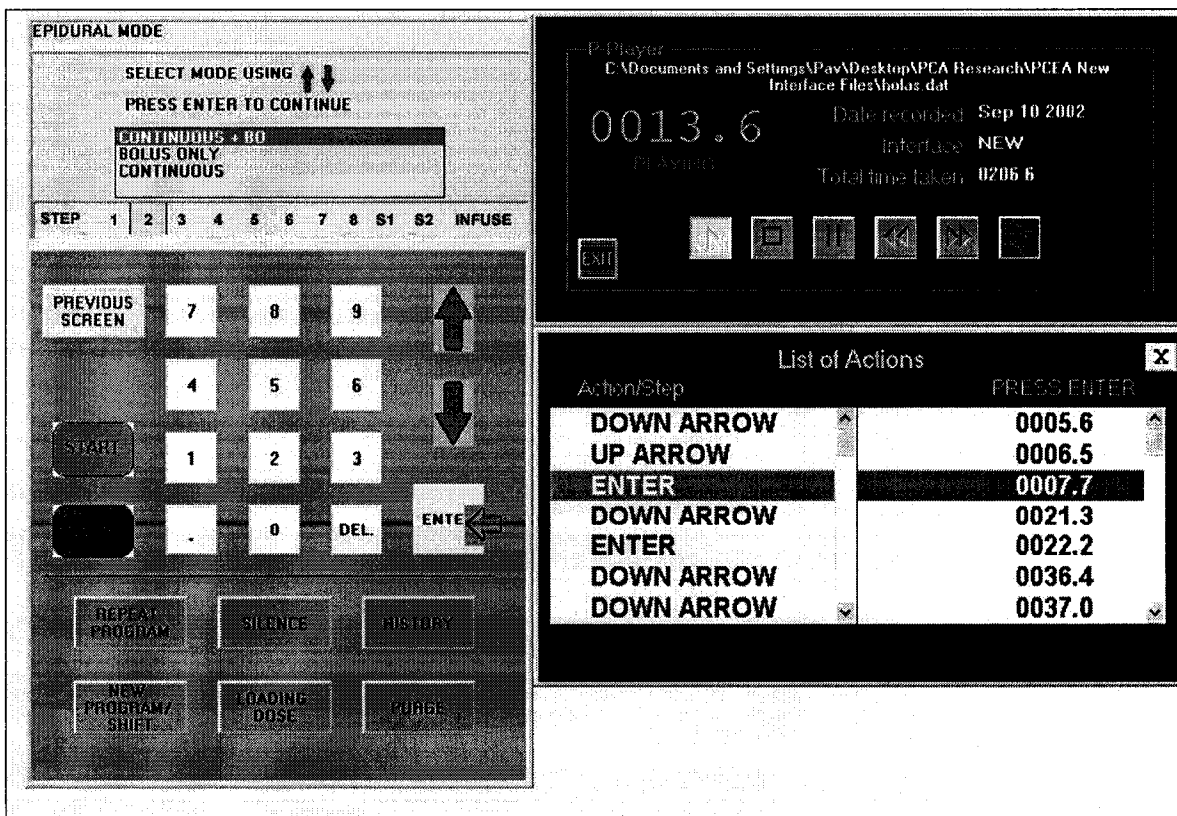 EPIDURAL MODE
SELECT MODE USING
PRESS ENTER TO CONTINUE
CONTINUOUS + BO
BOLUS ONLY
CONTINUOUS
STEP 1 2 3 4 5 6 7 8 S1 S2 INFUSE
PREVIOUS
SCREEN
7 8 9
4 5 6
START
1 2 3
. 0 DEL. ENTE
REPEAT
PROGRAM
SILENCE
HISTORY
NEW
PROGRAM/
SHIFT
LOADING
DOSE
PURGE
P-Player
C:\Documents and Settings\Pav\Desktop\PCA Research\PCEA New
Interface Files\holas.dat
0013.6
PLAYING
Date recorded Sep 10 2002
Interface NEW
Total time taken 0206.6
EXIT
List of Actions X
Action/Step PRESS ENTER
DOWN ARROW 0005.6
UP ARROW 0006.5
ENTER 0007.7
DOWN ARROW 0021.3
ENTER 0022.2
DOWN ARROW 0036.4
DOWN ARROW 0037.0